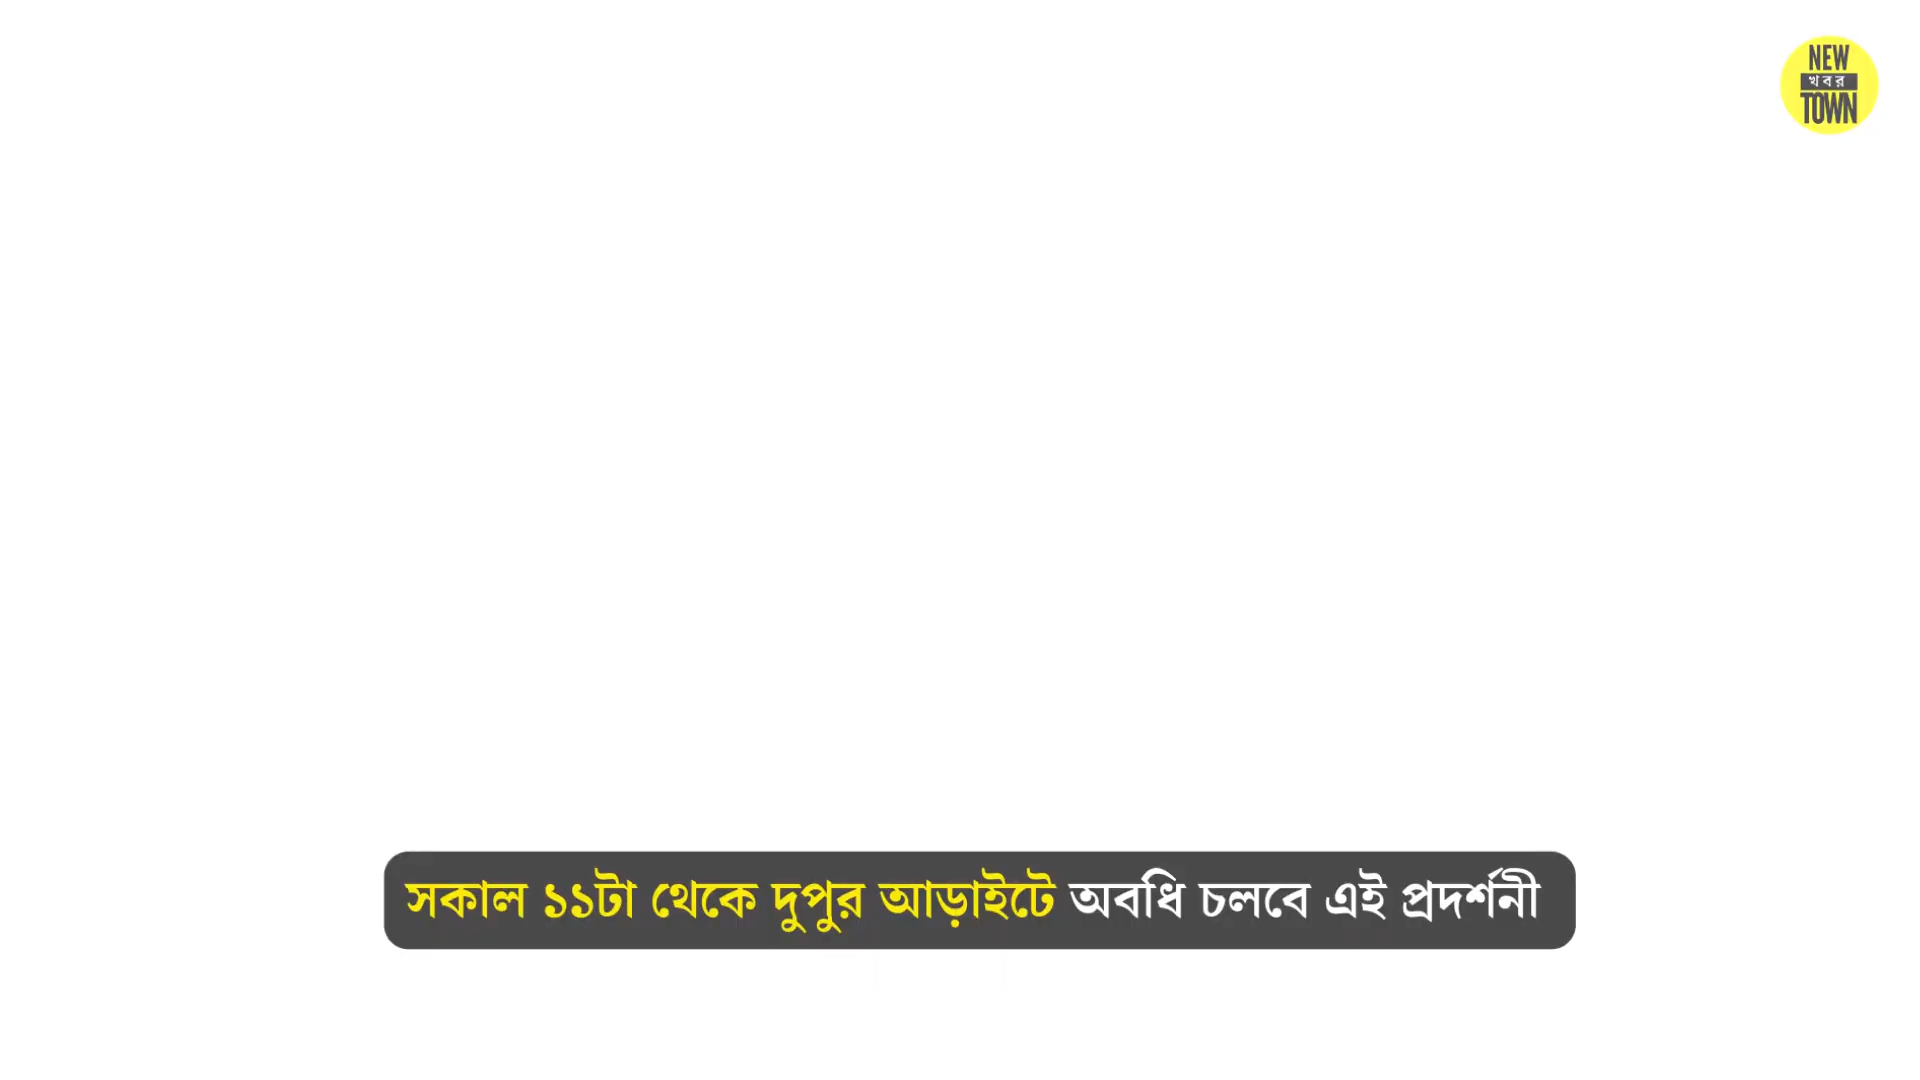 NEW
খবর
TOWN
সকাল ১১টা থেকে দুপুর আড়াইটে অবধি চলবে এই প্রদর্শনী